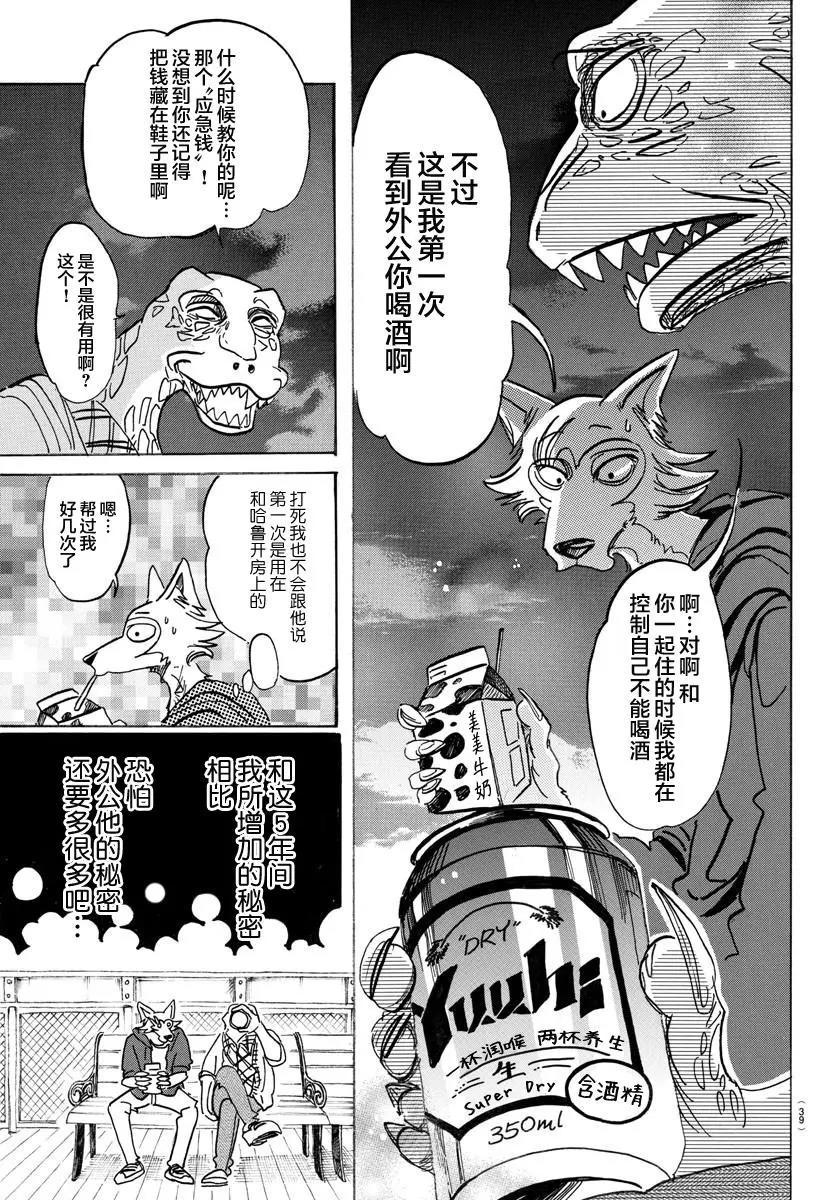 不过
这是我第一次
看到外公你喝酒啊
啊…对啊 和
你一起住的时候我都在
控制自己不能喝酒
美美牛奶
"DRY"
Yuuhi
一杯润喉 两杯养生
生
Super Dry
含酒精
350ml
什么时候教你的呢…
那个“应急钱”！
没想到你还记得
把钱藏在鞋子里啊
是不是很有用啊?
这个！
打死我也不会跟他说
第一次是用在
和哈鲁开房上的
嗯…
帮过我
好几次了
和这5年间
我所增加的秘密
相比
恐怕
外公他的秘密
还要多很多吧…
(39)